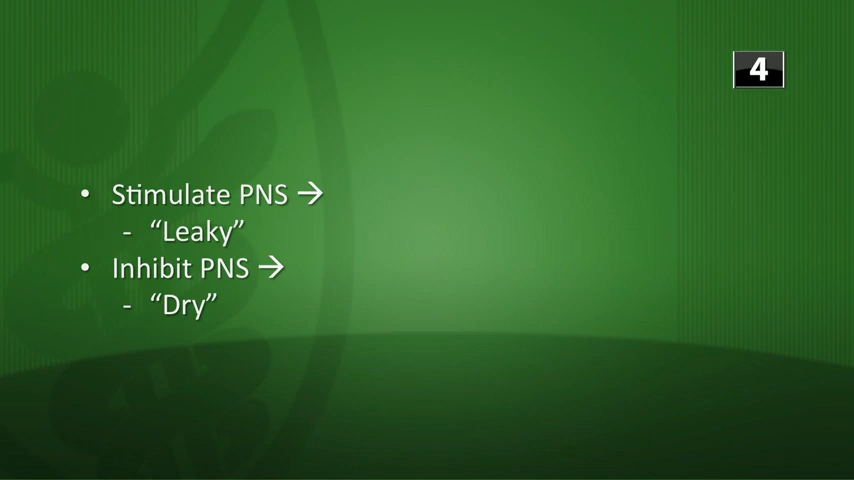 4
• Stimulate PNS →
- “Leaky”
• Inhibit PNS →
- “Dry”